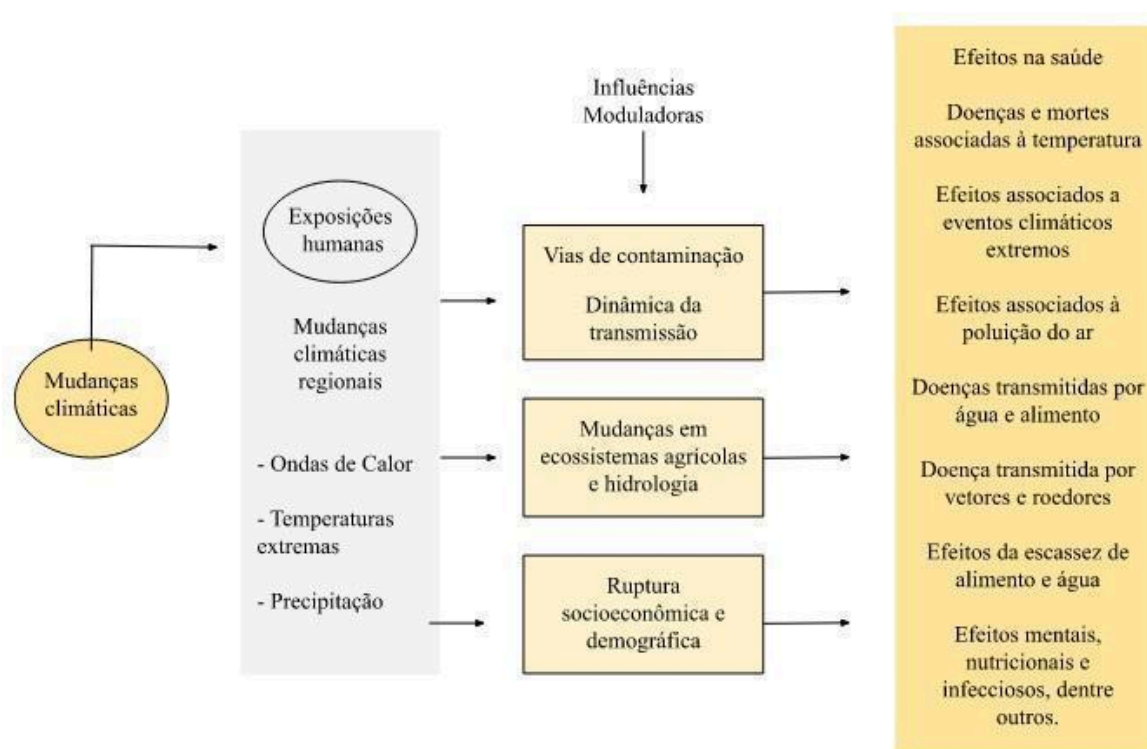 Mudanças
climáticas
Exposições
humanas
Mudanças
climáticas
regionais
- Ondas de Calor
- Temperaturas
extremas
- Precipitação
Influências
Moduladoras
Vias de contaminação
Dinâmica da
transmissão
Mudanças em
ecossistemas agrícolas
e hidrologia
Ruptura
socioeconômica e
demográfica
Efeitos na saúde
Doenças e mortes
associadas à temperatura
Efeitos associados a
eventos climáticos
extremos
Efeitos associados à
poluição do ar
Doenças transmitidas por
água e alimento
Doença transmitida por
vetores e roedores
Efeitos da escassez de
alimento e água
Efeitos mentais,
nutricionais e
infecciosos, dentre
outros.